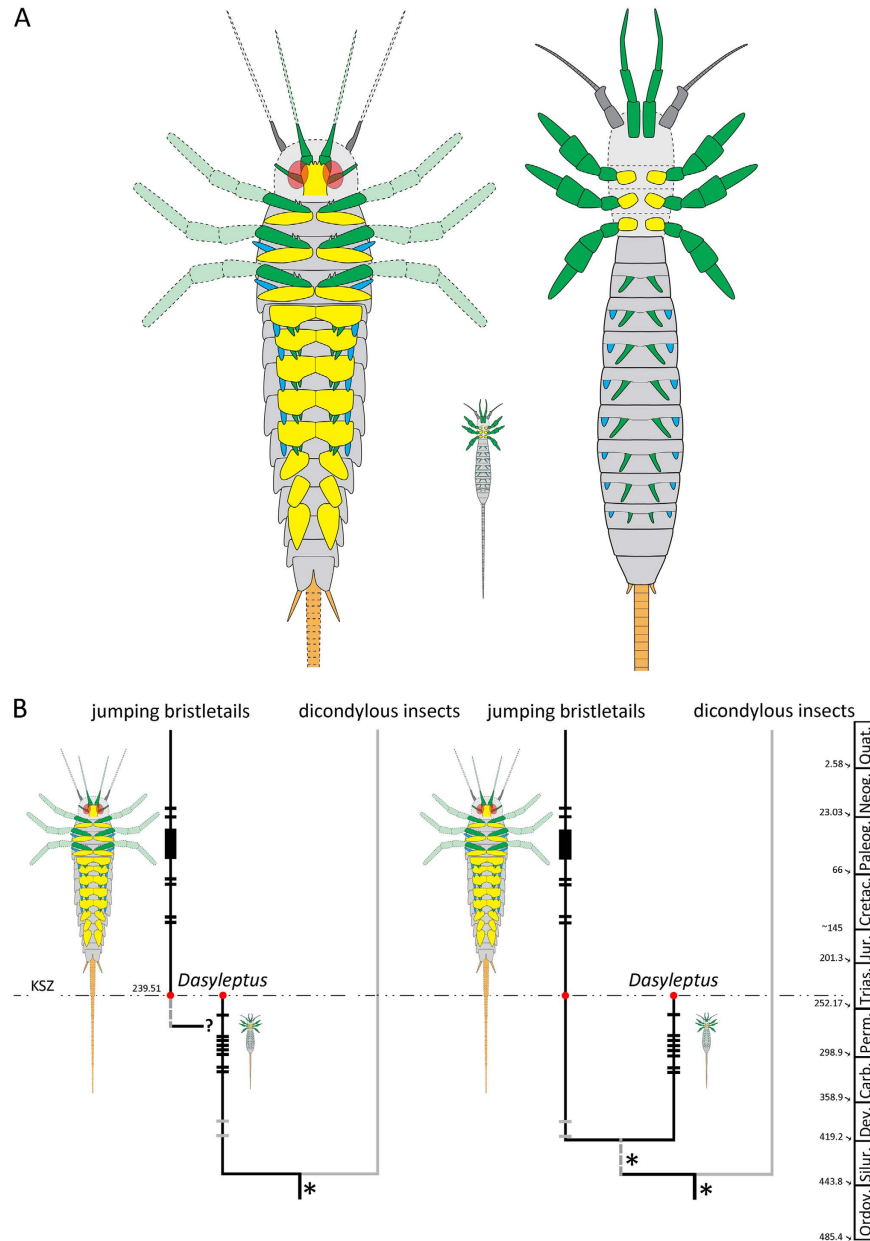 A
B
jumping bristletails
dicondylous insects
jumping bristletails
dicondylous insects
KSZ
239.51
Dasyleptus
?
*
Dasyleptus
*
*
Quat.
2.58
Neog.
23.03
Paleog.
66
Cretac.
~145
Jur.
201.3
Trias.
252.17
Perm.
298.9
Carb.
358.9
Dev.
419.2
Silur.
443.8
Ordov.
485.4